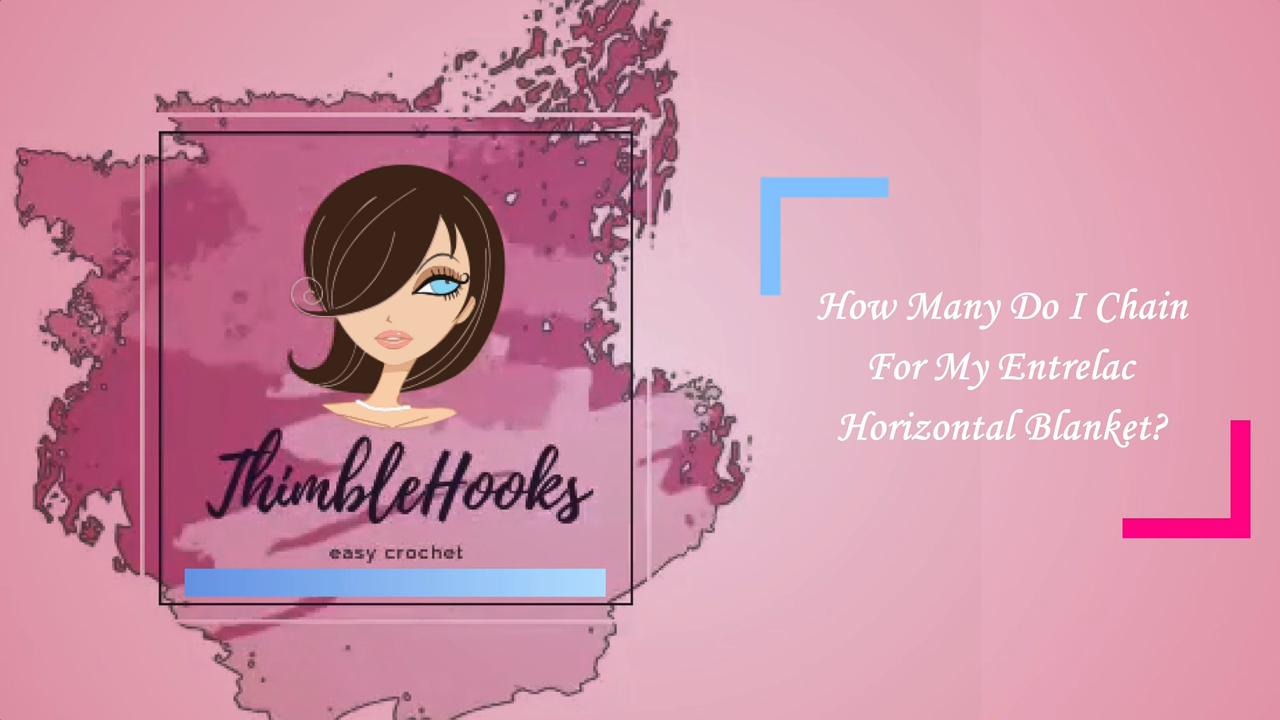 ThimbleHooks
easy crochet
How Many Do I Chain
For My Entrelac
Horizontal Blanket?